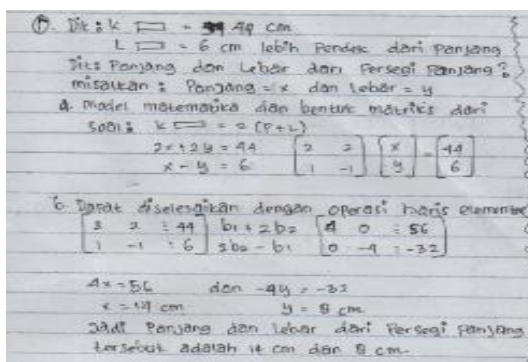 ①. Dik : K ▭ = 44 cm
L ▭ = 6 cm lebih pendek dari panjang
Dit : Panjang dan Lebar dari Persegi Panjang?
misalkan : Panjang = x dan lebar = y
a. Model matematika dan bentuk matriks dari
soal : K ▭ = 2 (P+L)
2x + 2y = 44 [2 2] [x] = [44]
x - y = 6 [1 -1] [y] [6]
b. Dapat diselesaikan dengan operasi baris elementer
[2 2 : 44] b1 + 2b2 [4 0 : 56]
[1 -1 : 6] 2b2 - b1 [0 -4 = -32]
4x = 56 dan -4y = -32
x = 14 cm y = 8 cm
Jadi Panjang dan Lebar dari Persegi Panjang
tersebut adalah 14 cm dan 8 cm.